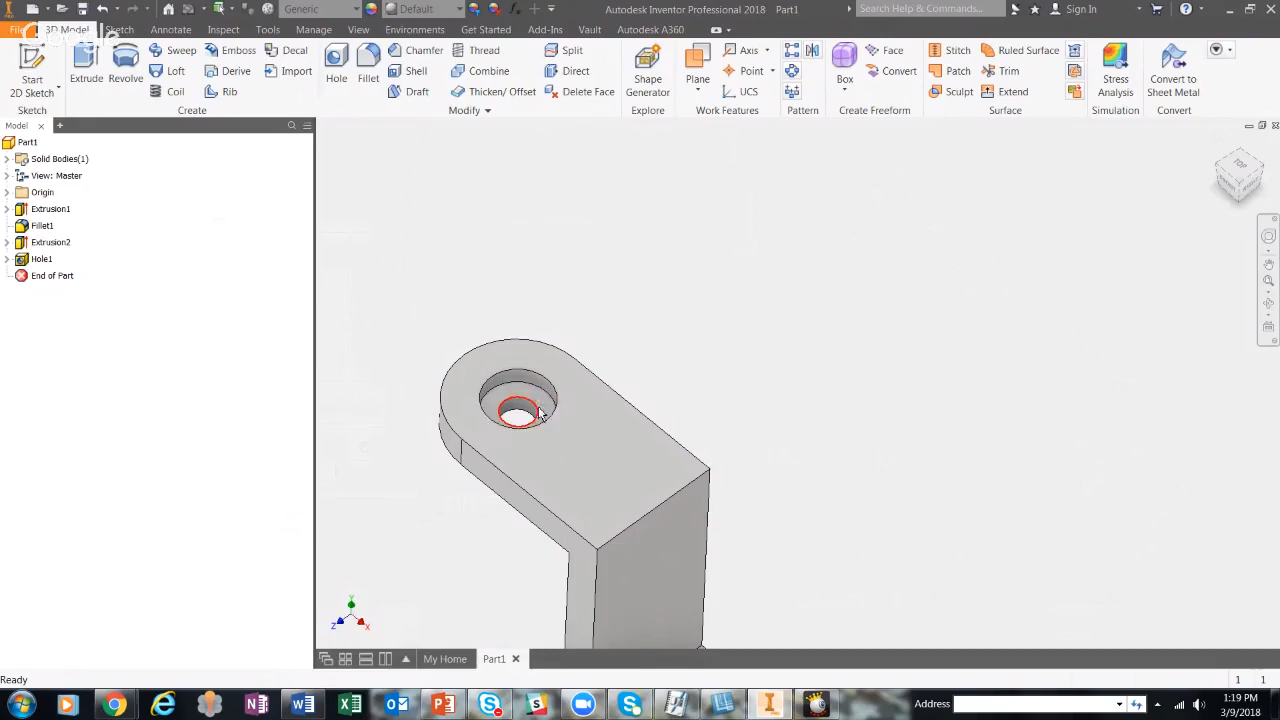 Generic
Default
Autodesk Inventor Professional 2018 Part1
Search Help & Commands...
Sign In
File
Google
3D Model
Sketch
Annotate
Inspect
Tools
Manage
View
Environments
Get Started
Add-Ins
Vault
Autodesk A360
Start
2D Sketch
Sketch
Extrude
Revolve
Sweep
Loft
Coil
Emboss
Derive
Rib
Decal
Import
Create
Hole
Fillet
Chamfer
Shell
Draft
Thread
Combine
Thicken/ Offset
Split
Direct
Delete Face
Modify
Shape
Generator
Explore
Plane
Axis
Point
UCS
Work Features
Pattern
Box
Face
Convert
Create Freeform
Stitch
Patch
Sculpt
Ruled Surface
Trim
Extend
Surface
Stress
Analysis
Simulation
Convert to
Sheet Metal
Convert
Model
Part1
Solid Bodies(1)
View: Master
Origin
Extrusion1
Fillet1
Extrusion2
Hole1
End of Part
TOP
Y
Z
X
My Home
Part1
Ready
1 1
Address
1:19 PM
3/9/2018